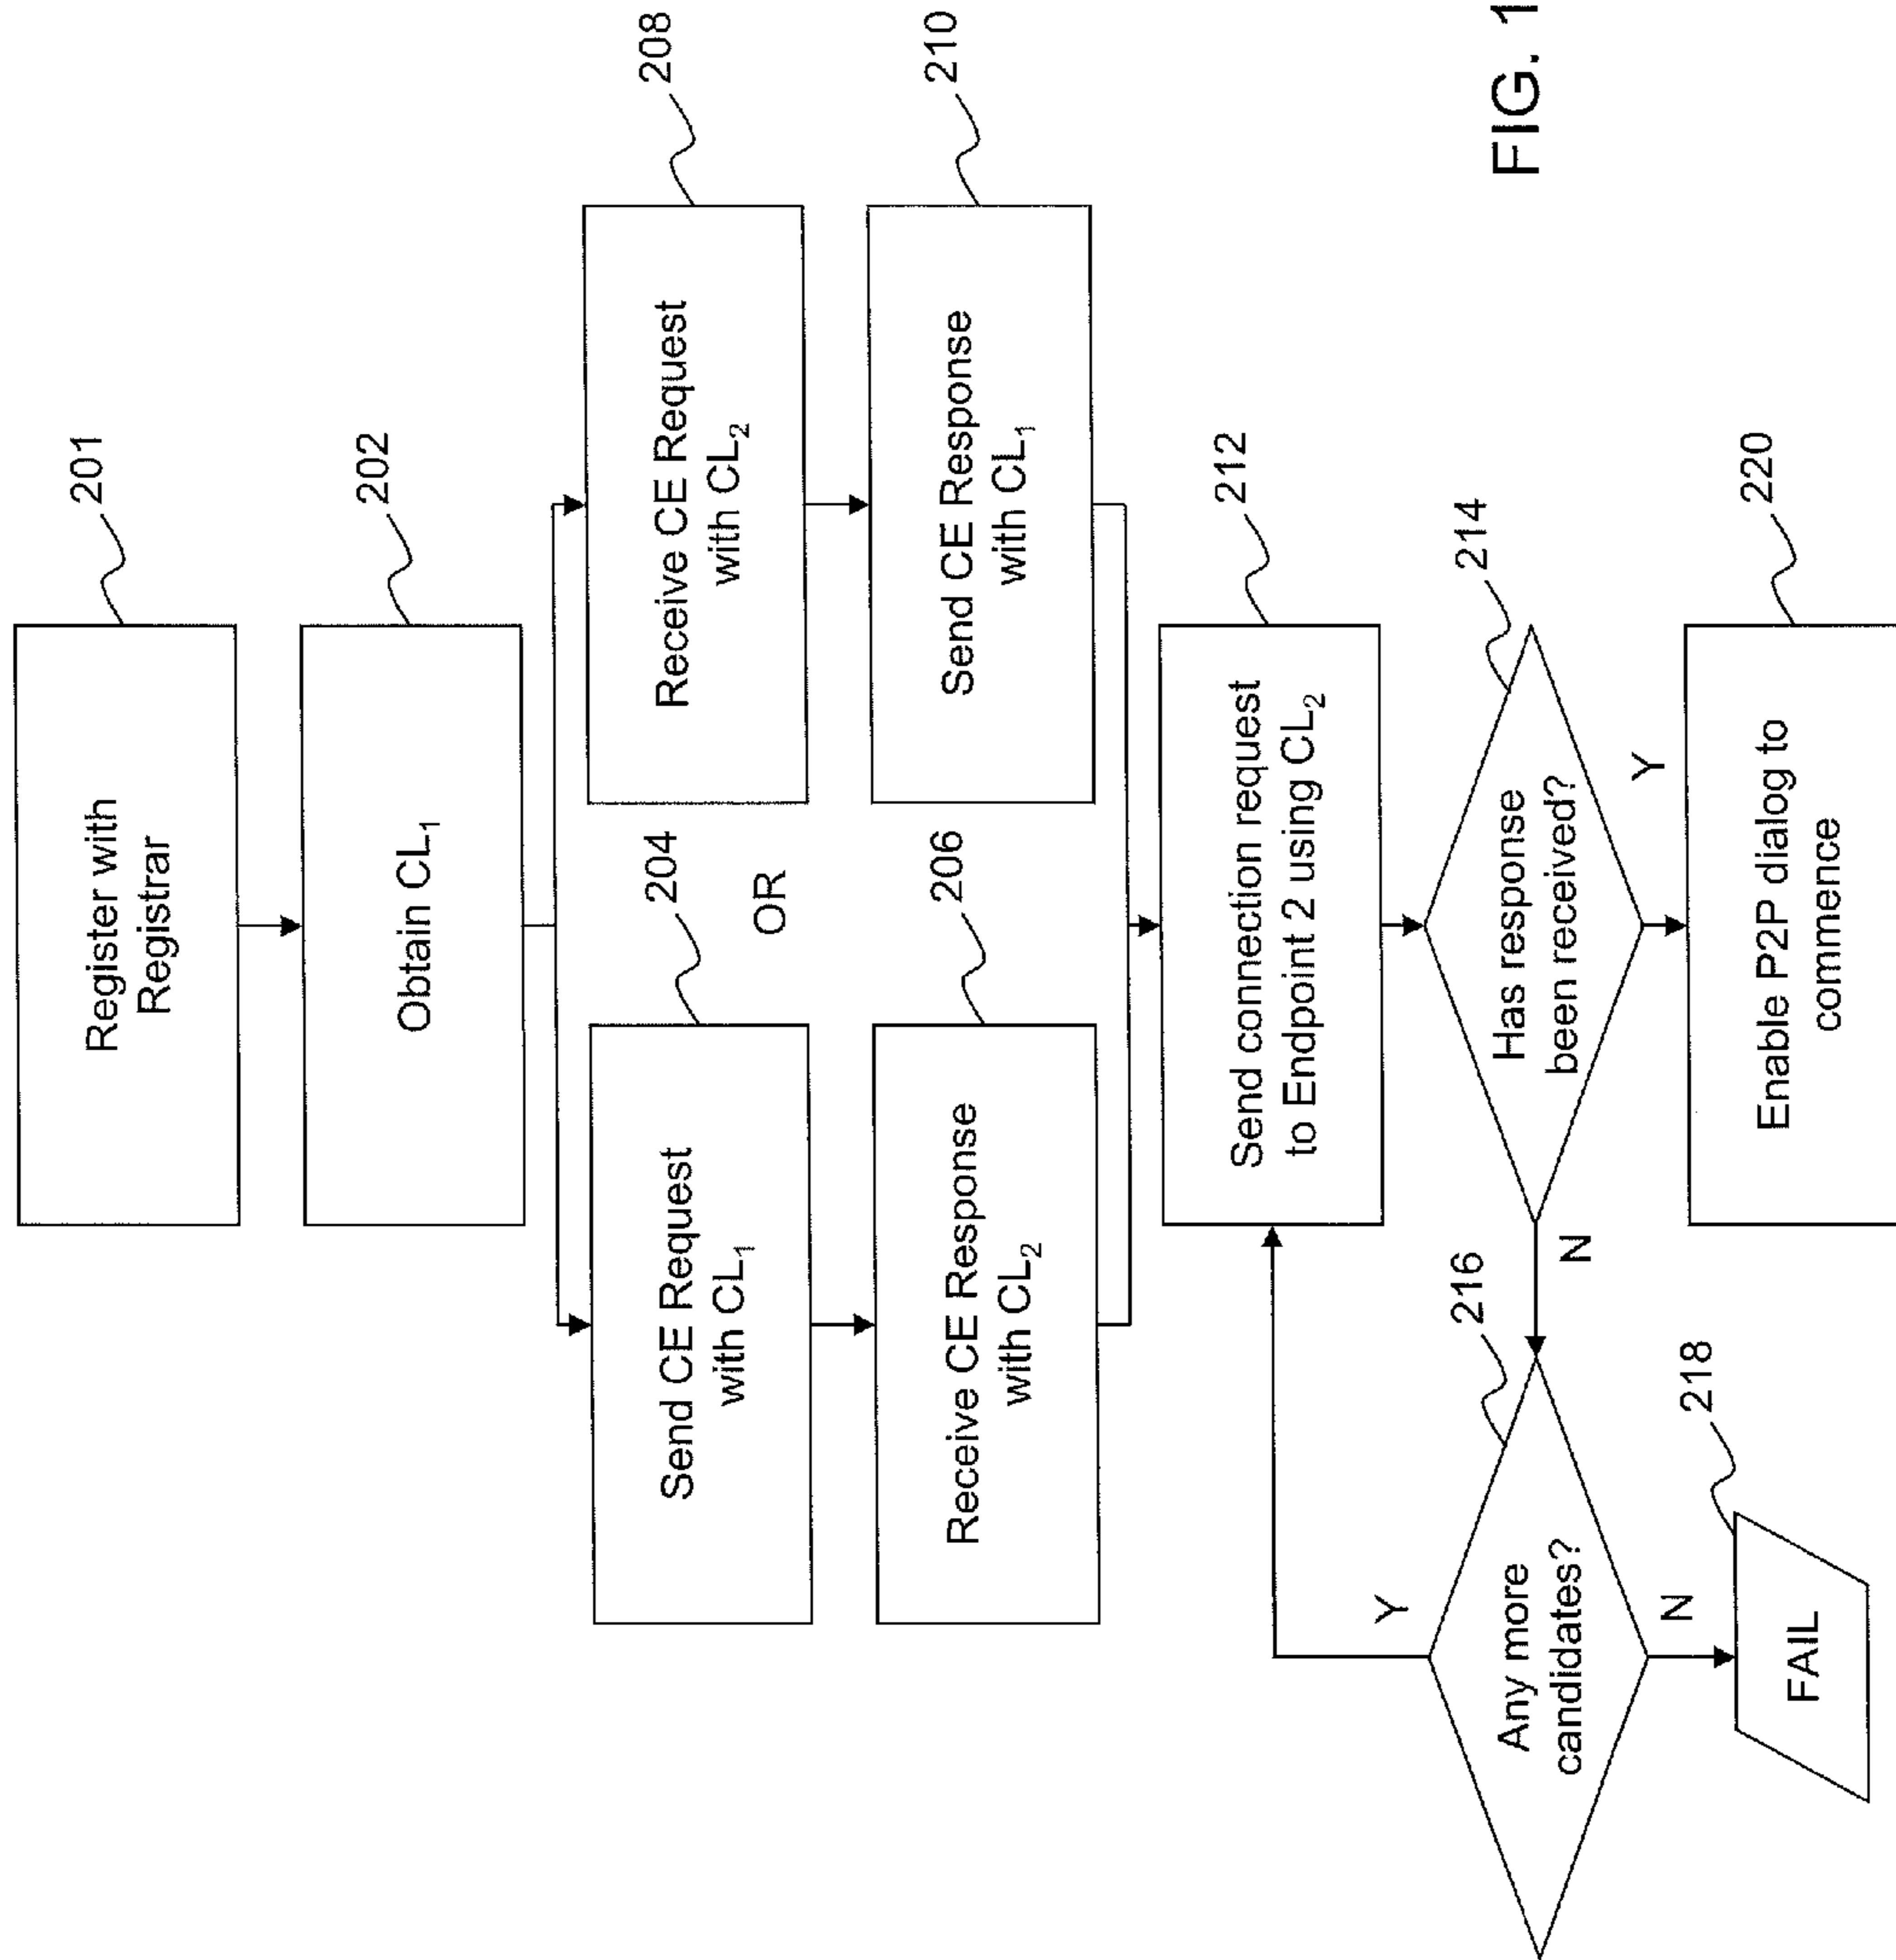 Register with
Registrar
201
Obtain CL₁
202
Send CE Request
with CL₁
204
OR
Receive CE Request
with CL₂
208
Receive CE Response
with CL₂
206
Send CE Response
with CL₁
210
Send connection request
to Endpoint 2 using CL₂
212
Has response
been received?
214
N
Y
Any more
candidates?
216
Y
N
FAIL
218
Enable P2P dialog to
commence
220
FIG. 1